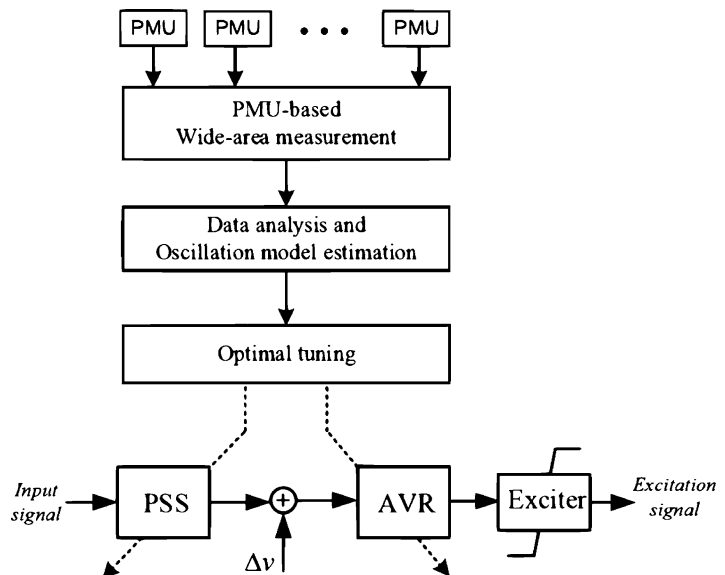 PMU PMU • • • PMU
PMU-based
Wide-area measurement
Data analysis and
Oscillation model estimation
Optimal tuning
Input
signal
PSS
+
Δv
AVR
Exciter
Excitation
signal